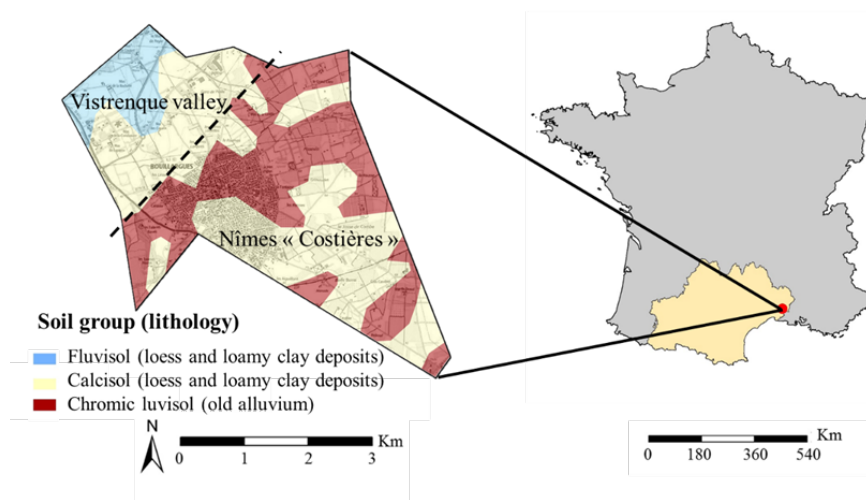 Vistrenque valley
BOUILLARGUES
Nîmes « Costières »
Soil group (lithology)
Fluvisol (loess and loamy clay deposits)
Calcisol (loess and loamy clay deposits)
Chromic luvisol (old alluvium)
N
Km
0 1 2 3
Km
0 180 360 540